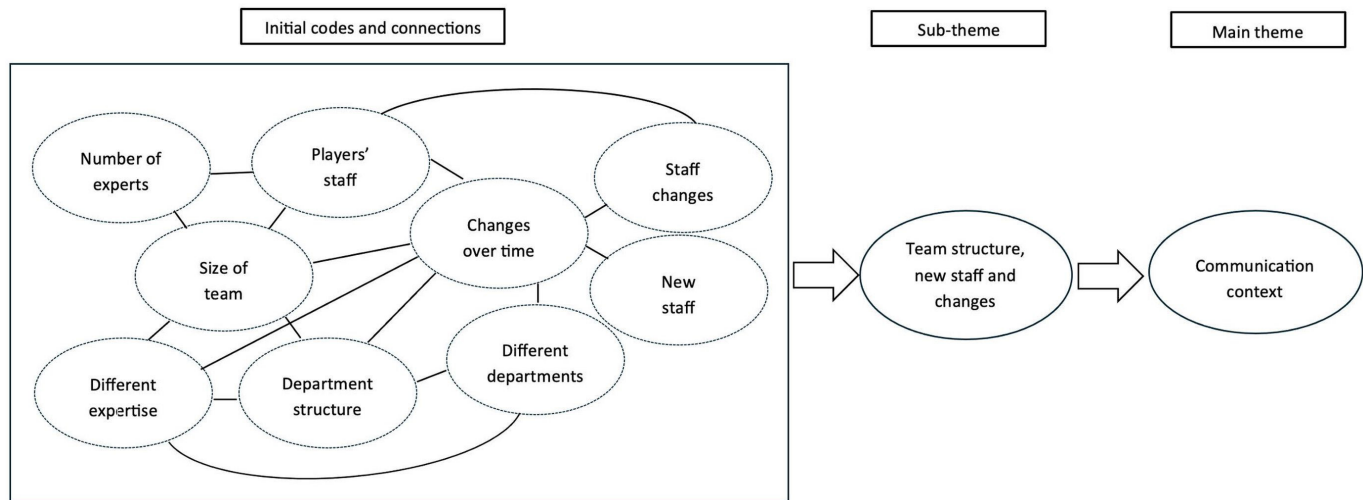 Initial codes and connections
Sub-theme
Main theme
Number of
experts
Players’
staff
Staff
changes
Changes
over time
Size of
team
New
staff
Different
departments
Different
expertise
Department
structure
Team structure,
new staff and
changes
Communication
context